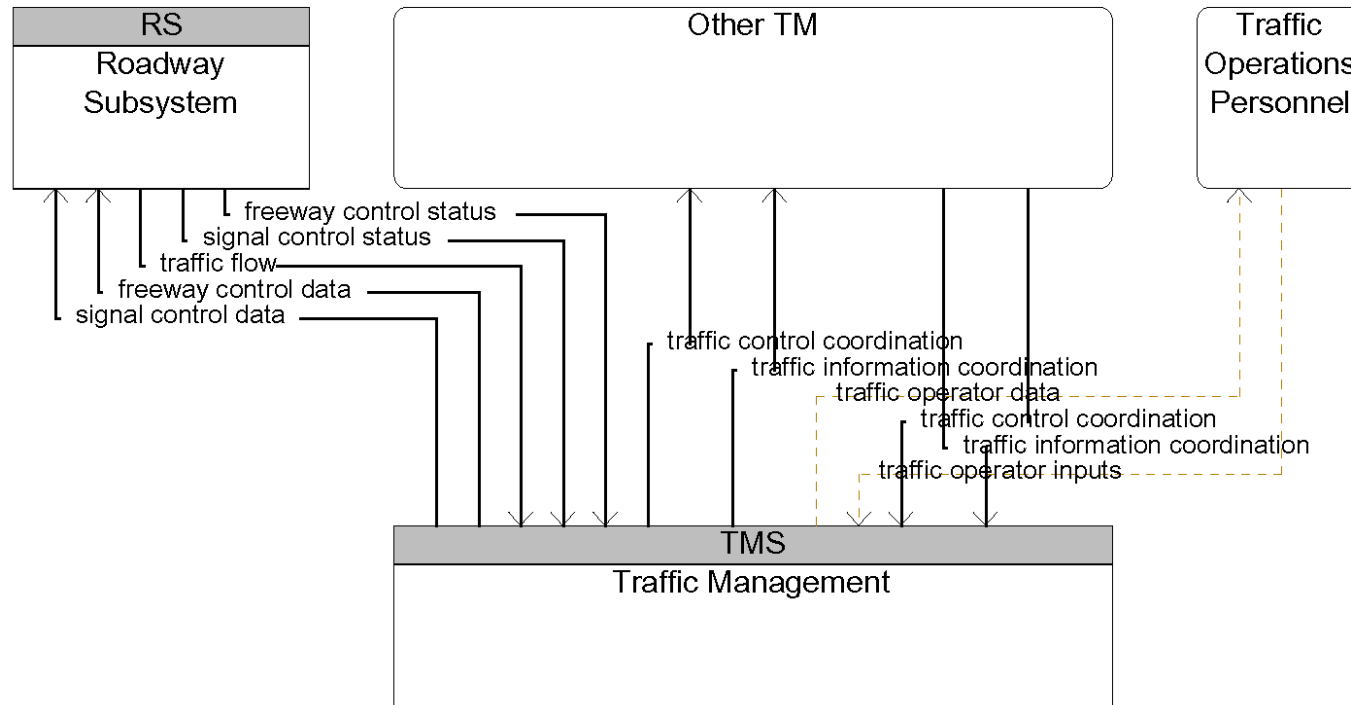 RS
Roadway
Subsystem
Other TM
Traffic
Operations
Personnel
freeway control status
signal control status
traffic flow
freeway control data
signal control data
traffic control coordination
traffic information coordination
traffic operator data
traffic control coordination
traffic information coordination
traffic operator inputs
TMS
Traffic Management